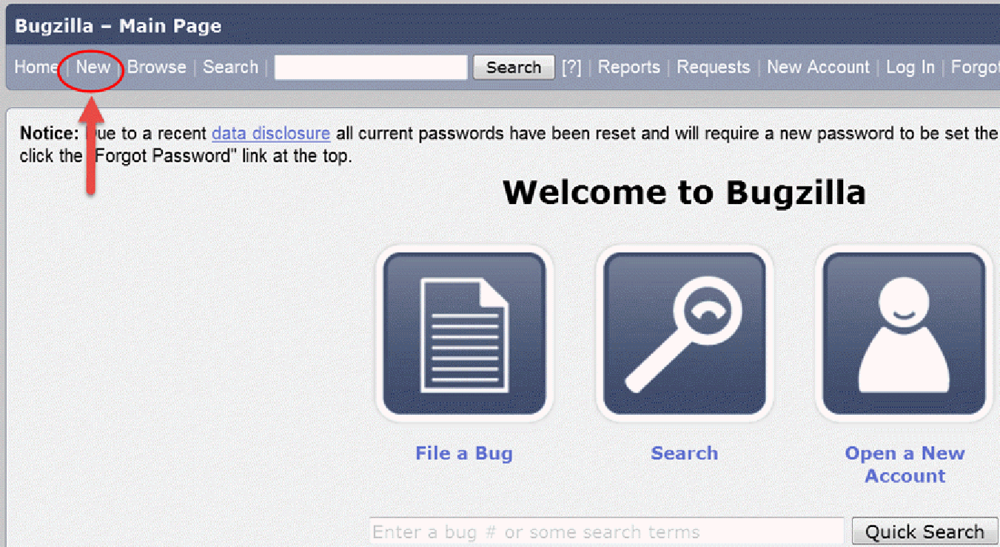 Bugzilla – Main Page
Home | New | Browse | Search | Search [?] | Reports | Requests | New Account | Log In | Forgot
Notice: ue to a recent data disclosure all current passwords have been reset and will require a new password to be set the
click the "Forgot Password" link at the top.
Welcome to Bugzilla
File a Bug
Search
Open a New
Account
Enter a bug # or some search terms
Quick Search